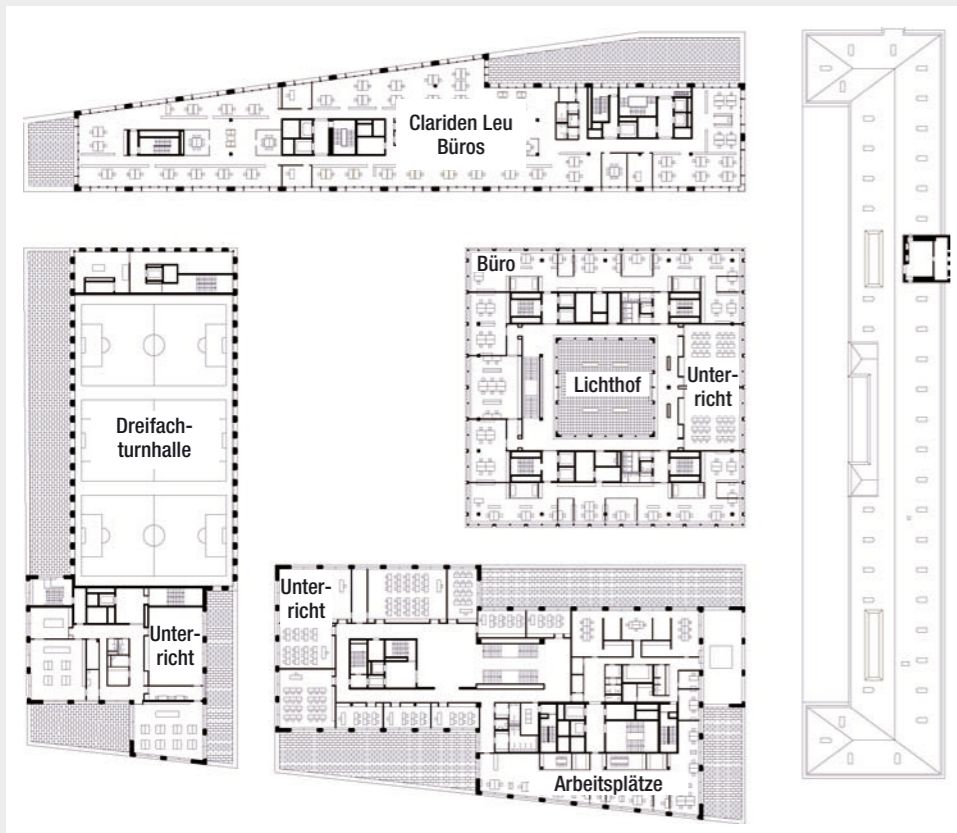 Clariden Leu
Büros
Büro
Lichthof
Unter-
richt
Dreifach-
turnhalle
Unter-
richt
Unter-
richt
Arbeitsplätze